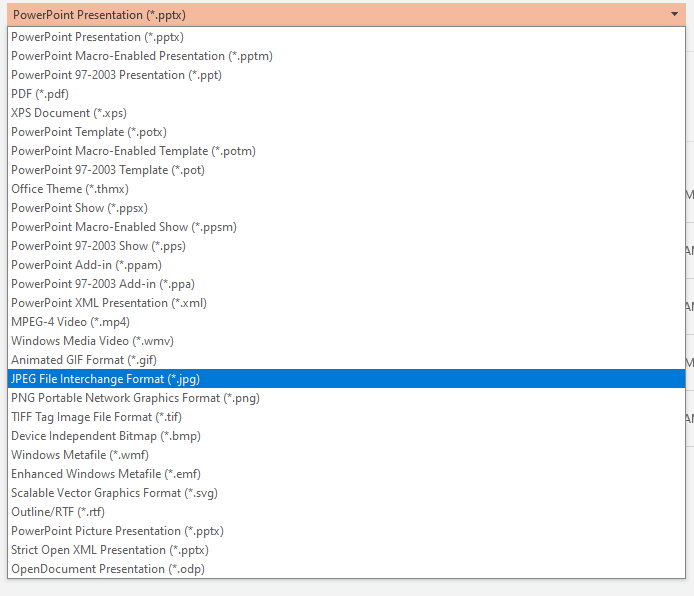 PowerPoint Presentation (*.pptx)
PowerPoint Presentation (*.pptx)
PowerPoint Macro-Enabled Presentation (*.pptm)
PowerPoint 97-2003 Presentation (*.ppt)
PDF (*.pdf)
XPS Document (*.xps)
PowerPoint Template (*.potx)
PowerPoint Macro-Enabled Template (*.potm)
PowerPoint 97-2003 Template (*.pot)
Office Theme (*.thmx)
PowerPoint Show (*.ppsx)
PowerPoint Macro-Enabled Show (*.ppsm)
PowerPoint 97-2003 Show (*.pps)
PowerPoint Add-in (*.ppam)
PowerPoint 97-2003 Add-in (*.ppa)
PowerPoint XML Presentation (*.xml)
MPEG-4 Video (*.mp4)
Windows Media Video (*.wmv)
Animated GIF Format (*.gif)
JPEG File Interchange Format (*.jpg)
PNG Portable Network Graphics Format (*.png)
TIFF Tag Image File Format (*.tif)
Device Independent Bitmap (*.bmp)
Windows Metafile (*.wmf)
Enhanced Windows Metafile (*.emf)
Scalable Vector Graphics Format (*.svg)
Outline/RTF (*.rtf)
PowerPoint Picture Presentation (*.pptx)
Strict Open XML Presentation (*.pptx)
OpenDocument Presentation (*.odp)